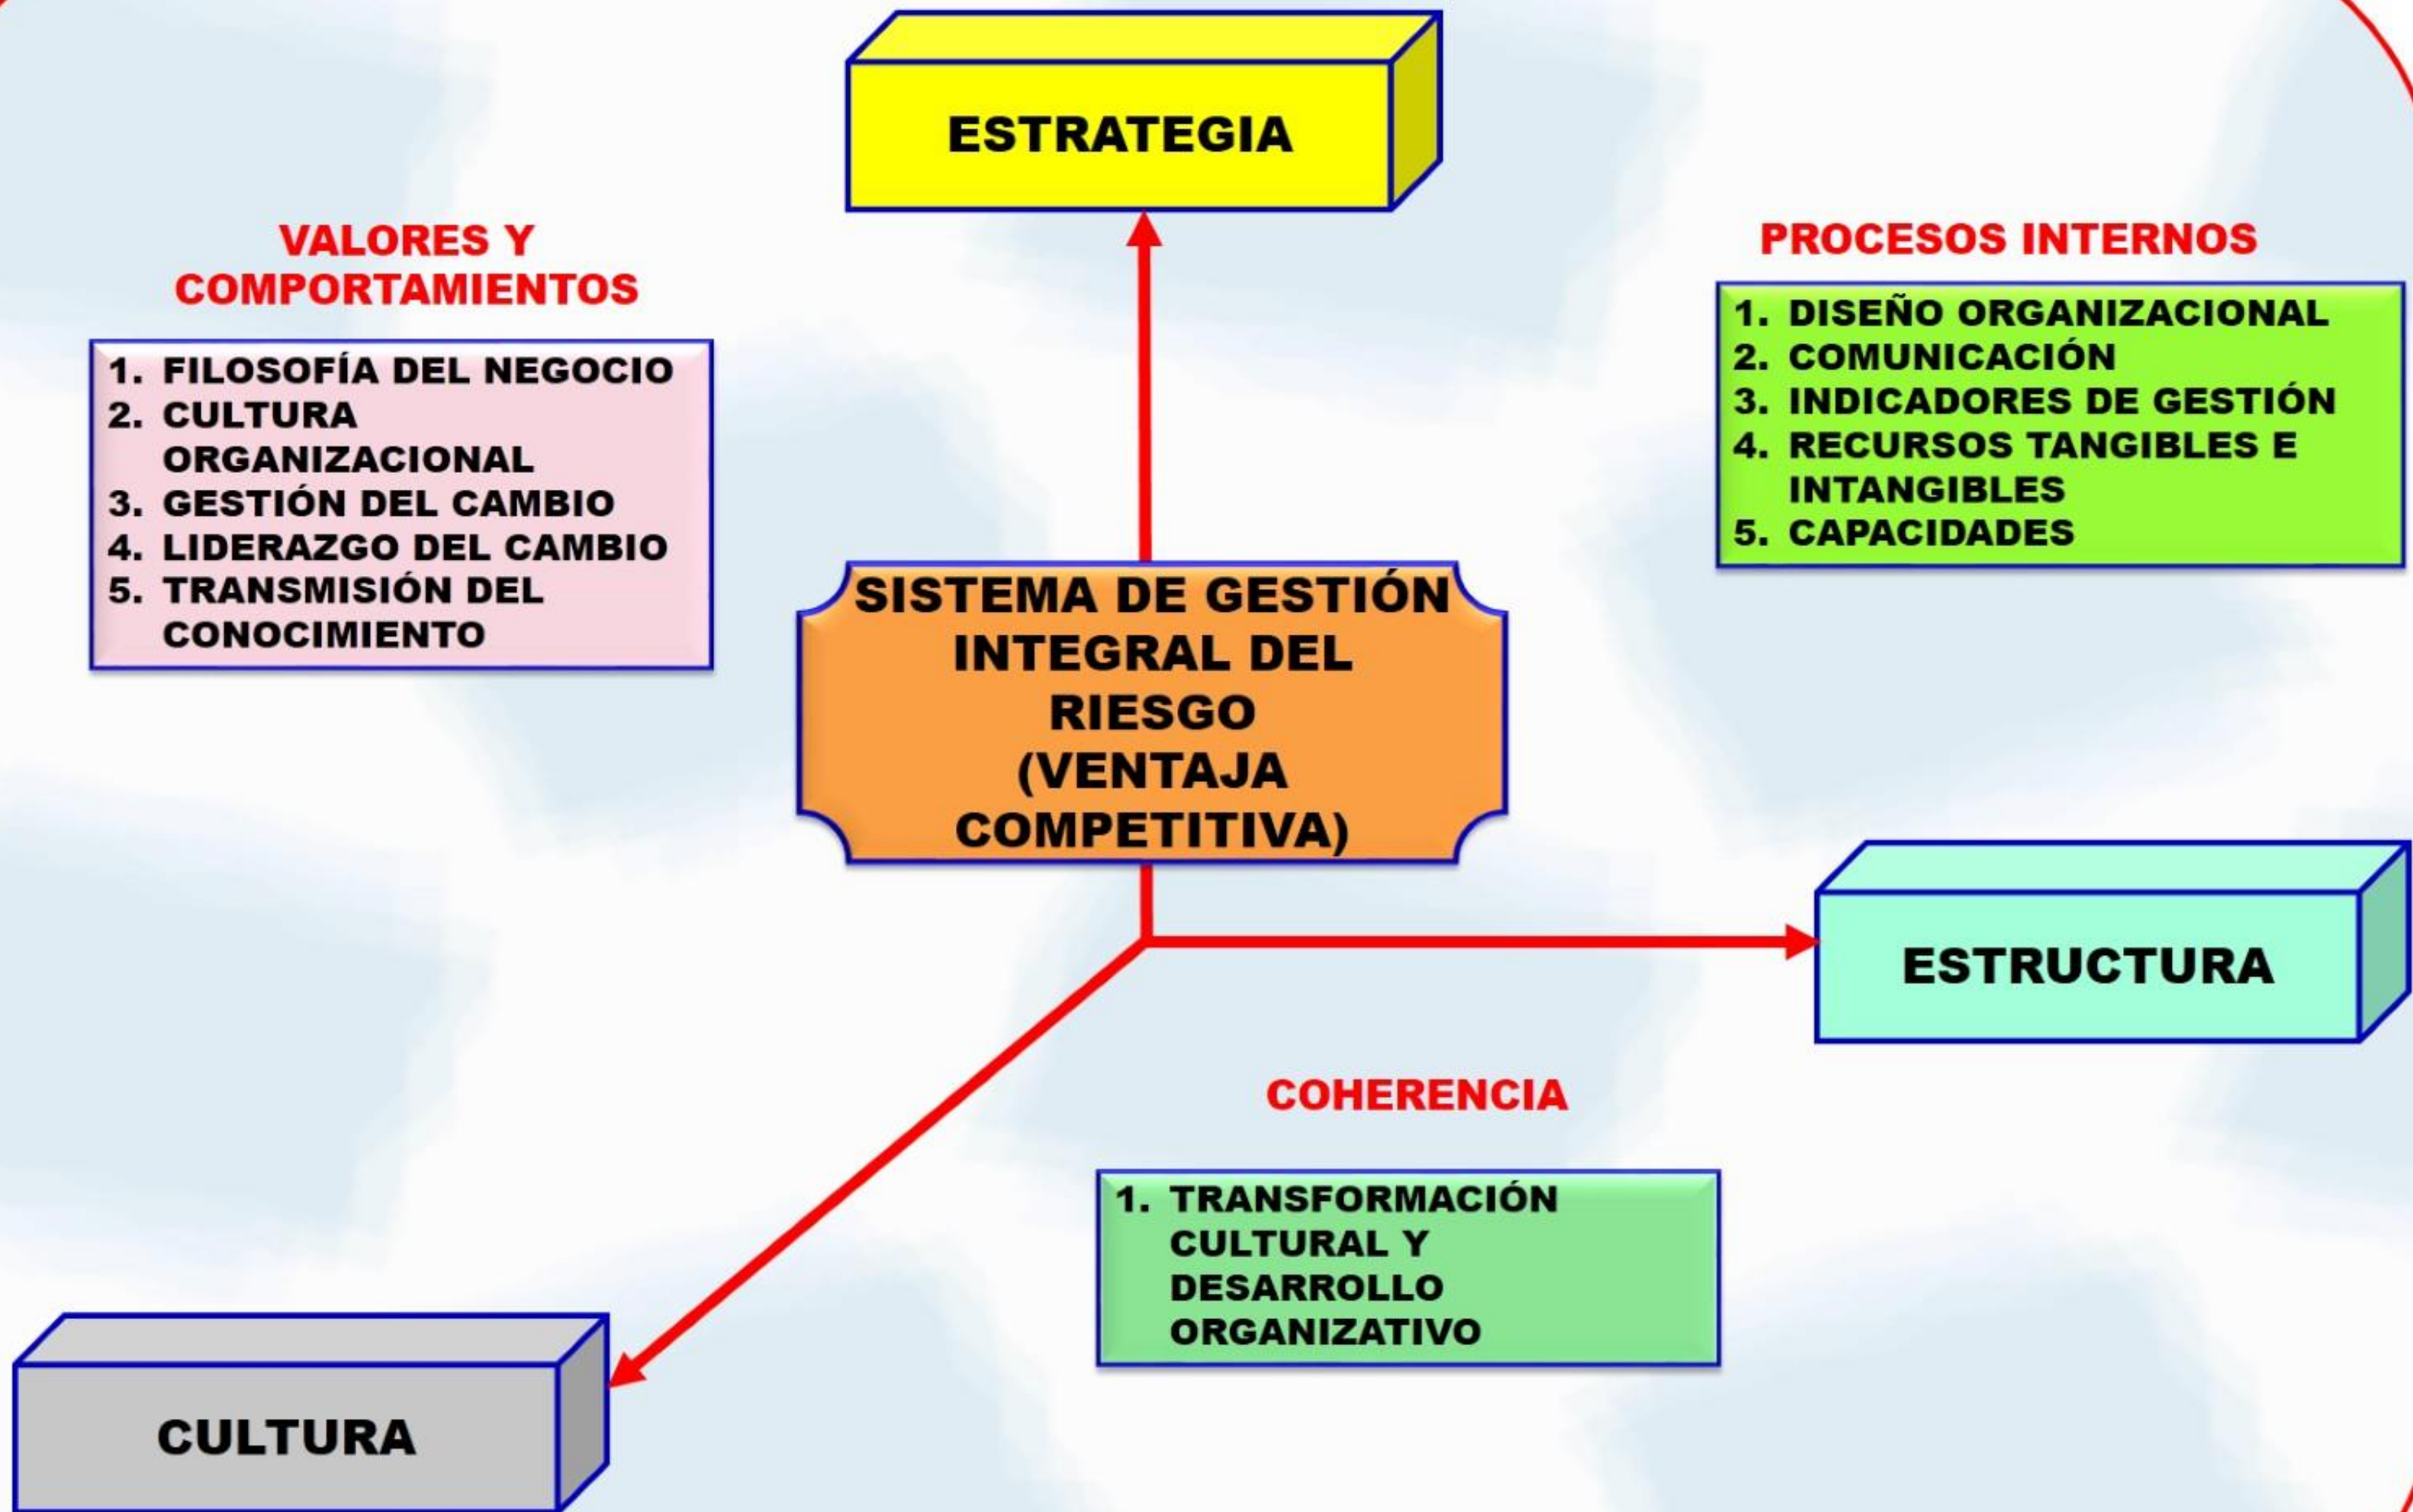 ESTRATEGIA
VALORES Y
COMPORTAMIENTOS
1. FILOSOFÍA DEL NEGOCIO
2. CULTURA
ORGANIZACIONAL
3. GESTIÓN DEL CAMBIO
4. LIDERAZGO DEL CAMBIO
5. TRANSMISIÓN DEL
CONOCIMIENTO
PROCESOS INTERNOS
1. DISEÑO ORGANIZACIONAL
2. COMUNICACIÓN
3. INDICADORES DE GESTIÓN
4. RECURSOS TANGIBLES E
INTANGIBLES
5. CAPACIDADES
SISTEMA DE GESTIÓN
INTEGRAL DEL
RIESGO
(VENTAJA
COMPETITIVA)
ESTRUCTURA
COHERENCIA
1. TRANSFORMACIÓN
CULTURAL Y
DESARROLLO
ORGANIZATIVO
CULTURA